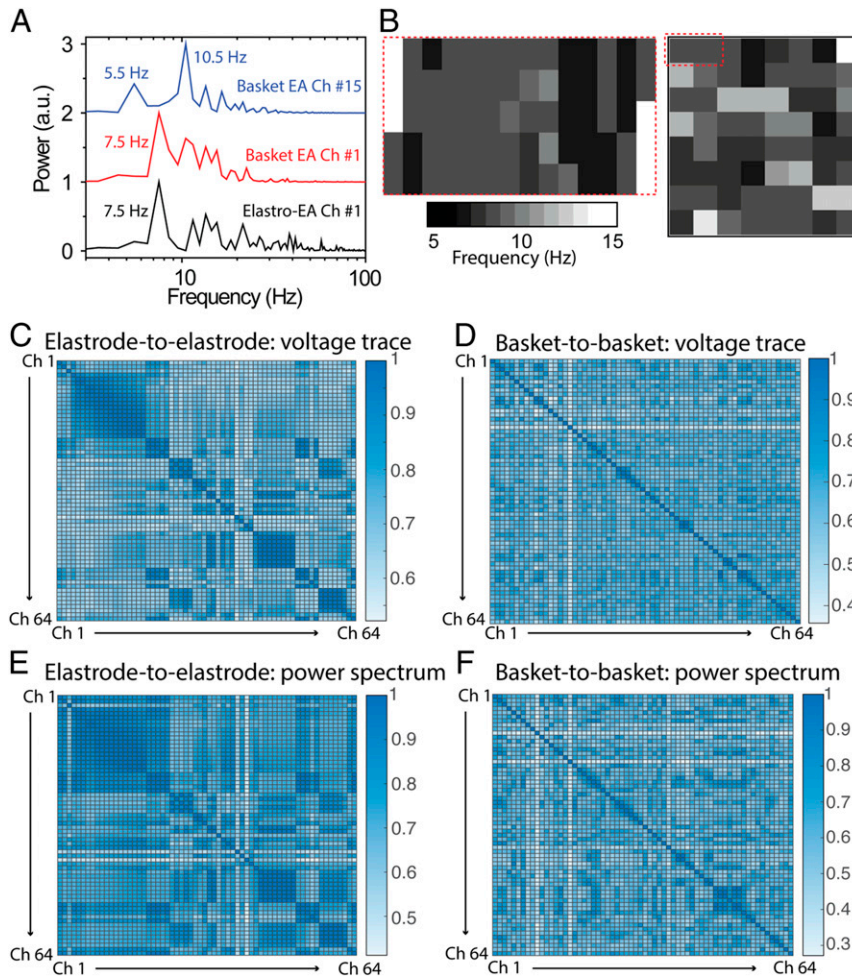 A
3
2
1
0
Power (a.u.)
5.5 Hz
10.5 Hz
Basket EA Ch #15
7.5 Hz
Basket EA Ch #1
7.5 Hz
Elastro-EA Ch #1
10
100
Frequency (Hz)
B
5
10
15
Frequency (Hz)
C
Elastrode-to-elastrode: voltage trace
Ch 1
Ch 64
Ch 1
Ch 64
1
0.9
0.8
0.7
0.6
D
Basket-to-basket: voltage trace
Ch 1
Ch 64
Ch 1
Ch 64
1
0.9
0.8
0.7
0.6
0.5
0.4
E
Elastrode-to-elastrode: power spectrum
Ch 1
Ch 64
Ch 1
Ch 64
1
0.9
0.8
0.7
0.6
0.5
F
Basket-to-basket: power spectrum
Ch 1
Ch 64
Ch 1
Ch 64
1
0.9
0.8
0.7
0.6
0.5
0.4
0.3